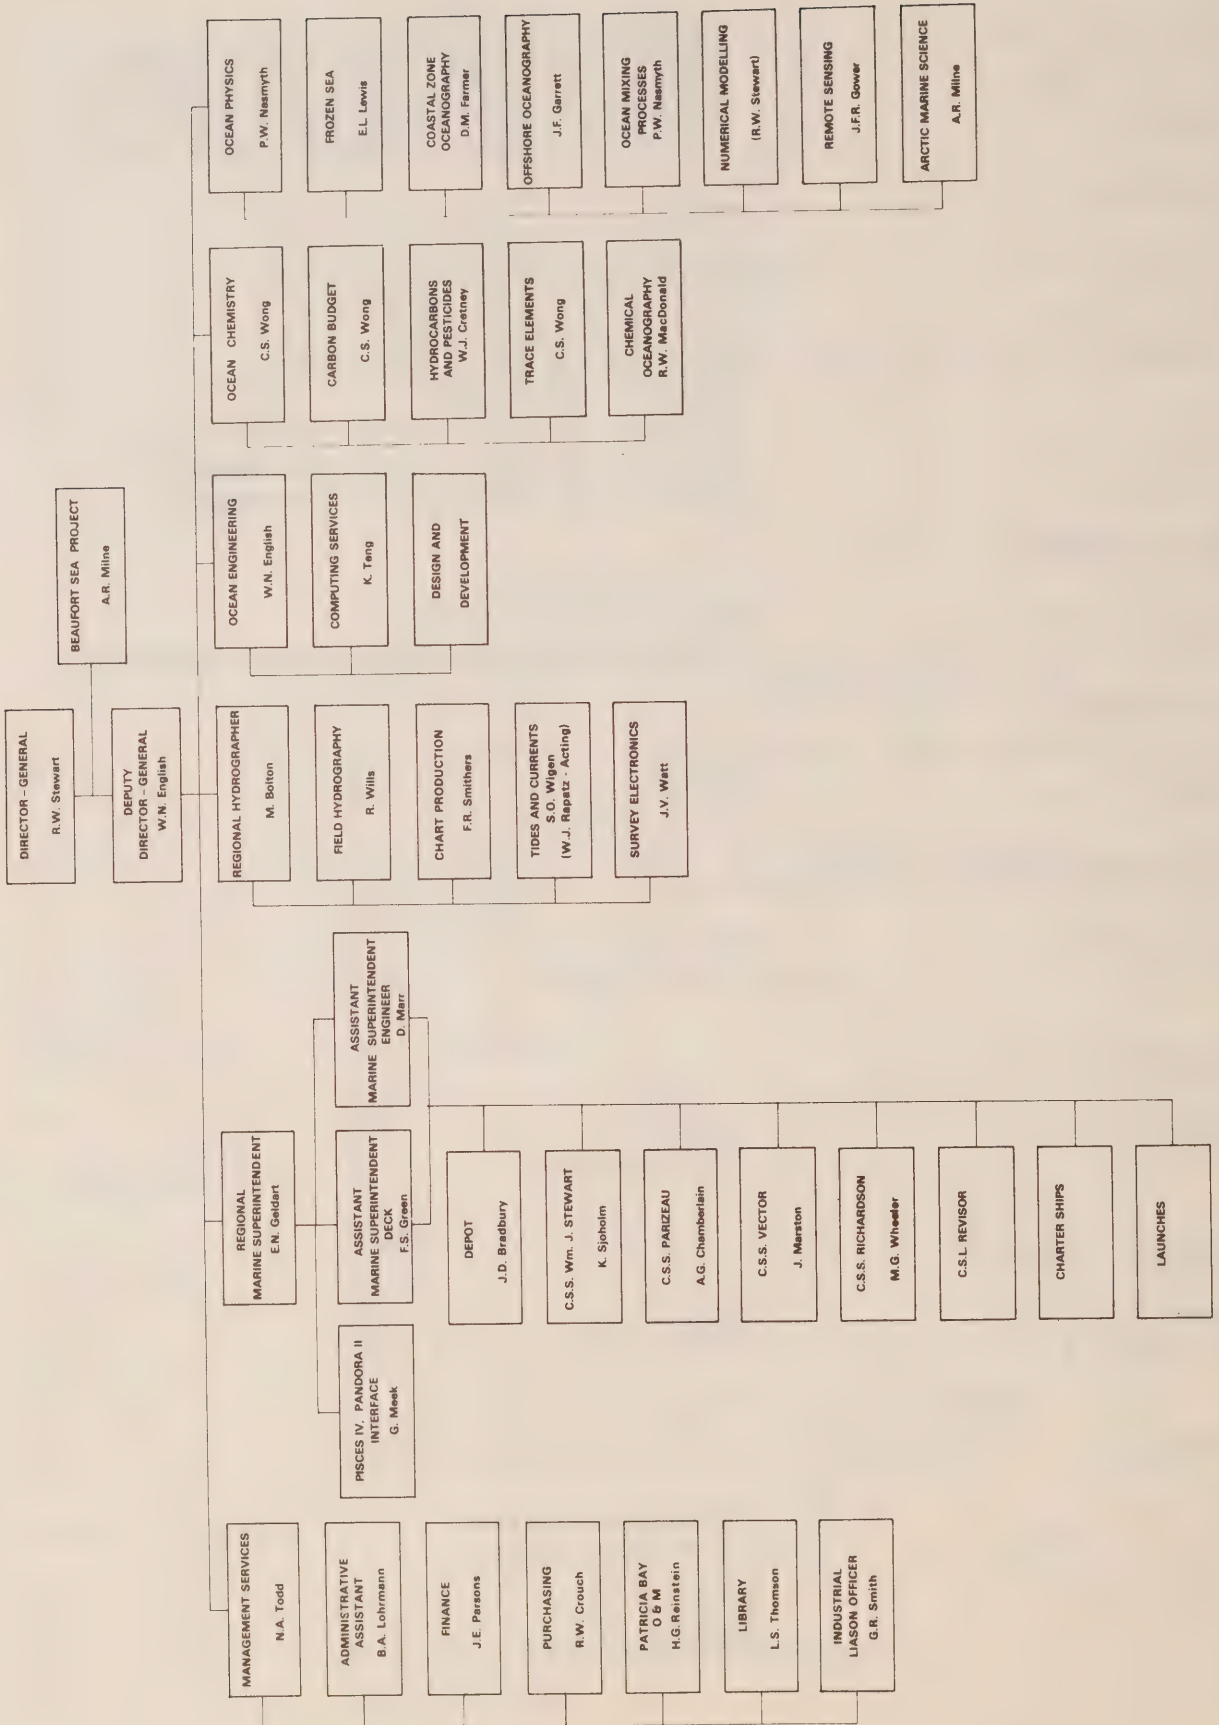 DIRECTOR – GENERAL
R.W. Stewart
BEAUFORT SEA PROJECT
A.R. Milne
DEPUTY
DIRECTOR – GENERAL
W.N. English
MANAGEMENT SERVICES
N.A. Todd
ADMINISTRATIVE
ASSISTANT
B.A. Lohrmann
FINANCE
J.E. Parsons
PURCHASING
R.W. Crouch
PATRICIA BAY
O & M
H.G. Reinstein
LIBRARY
L.S. Thomson
INDUSTRIAL
LIASON OFFICER
G.R. Smith
REGIONAL
MARINE SUPERINTENDENT
E.N. Geldart
PISCES IV, PANDORA II
INTERFACE
G. Meek
ASSISTANT
MARINE SUPERINTENDENT
DECK
F.S. Green
ASSISTANT
MARINE SUPERINTENDENT
ENGINEER
D. Marr
DEPOT
J.D. Bradbury
C.S.S. Wm. J. STEWART
K. Sjoholm
C.S.S. PARIZEAU
A.G. Chamberlain
C.S.S. VECTOR
J. Marston
C.S.S. RICHARDSON
M.G. Wheeler
C.S.L. REVISOR
CHARTER SHIPS
LAUNCHES
REGIONAL HYDROGRAPHER
M. Bolton
FIELD HYDROGRAPHY
R. Wills
CHART PRODUCTION
F.R. Smithers
TIDES AND CURRENTS
S.O. Wigen
(W.J. Rapatz - Acting)
SURVEY ELECTRONICS
J.V. Watt
OCEAN ENGINEERING
W.N. English
COMPUTING SERVICES
K. Teng
DESIGN AND
DEVELOPMENT
OCEAN CHEMISTRY
C.S. Wong
CARBON BUDGET
C.S. Wong
HYDROCARBONS
AND PESTICIDES
W.J. Cretney
TRACE ELEMENTS
C.S. Wong
CHEMICAL
OCEANOGRAPHY
R.W. MacDonald
OCEAN PHYSICS
P.W. Nasmyth
FROZEN SEA
E.L. Lewis
COASTAL ZONE
OCEANOGRAPHY
D.M. Farmer
OFFSHORE OCEANOGRAPHY
J.F. Garrett
OCEAN MIXING
PROCESSES
P.W. Nasmyth
NUMERICAL MODELLING
(R.W. Stewart)
REMOTE SENSING
J.F.R. Gower
ARCTIC MARINE SCIENCE
A.R. Milne